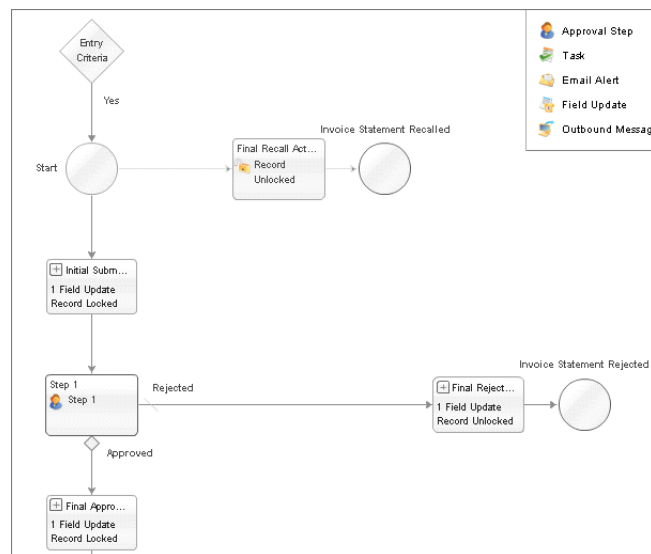 Entry
Criteria
Yes
Start
Final Recall Act...
Record
Unlocked
Invoice Statement Recalled
Approval Step
Task
Email Alert
Field Update
Outbound Messag
Initial Subm...
1 Field Update
Record Locked
Step 1
Step 1
Rejected
Approved
Final Reject...
1 Field Update
Record Unlocked
Invoice Statement Rejected
Final Appro...
1 Field Update
Record Locked